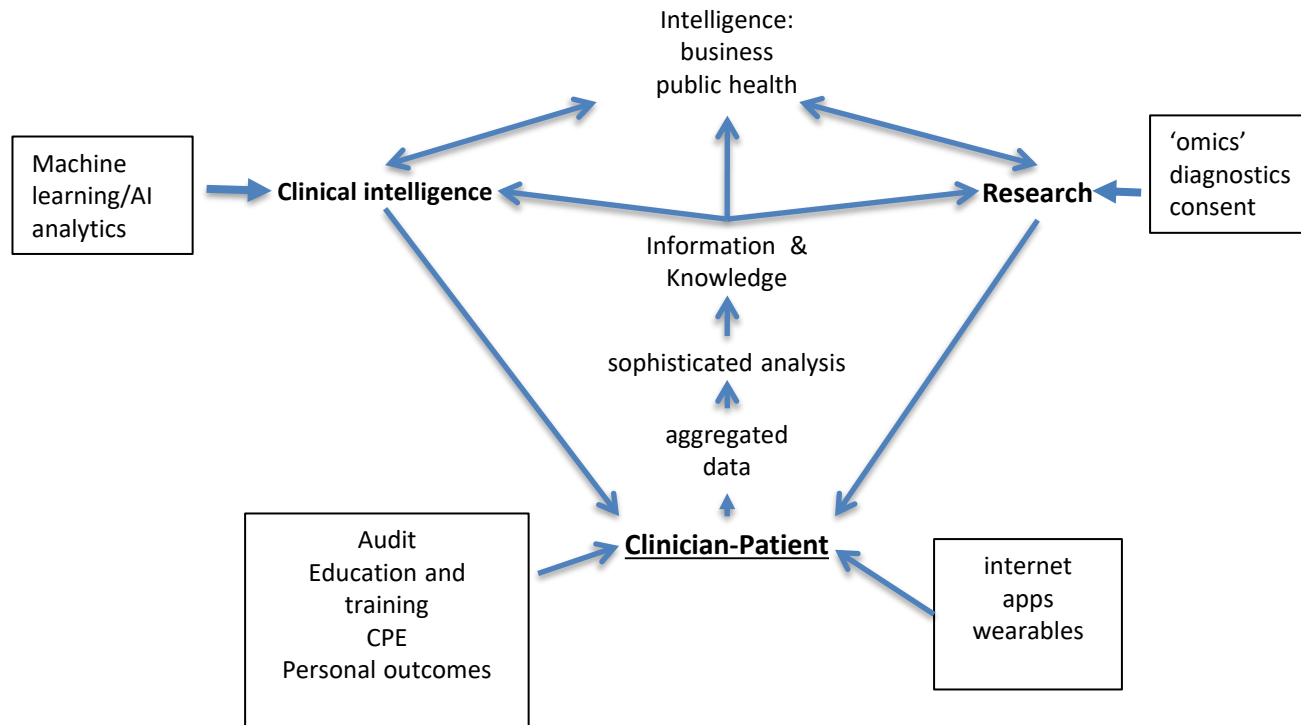 Intelligence:
business
public health
Machine
learning/AI
analytics
Clinical intelligence
Research
‘omics’
diagnostics
consent
Information &
Knowledge
sophisticated analysis
aggregated
data
Clinician-Patient
Audit
Education and
training
CPE
Personal outcomes
internet
apps
wearables